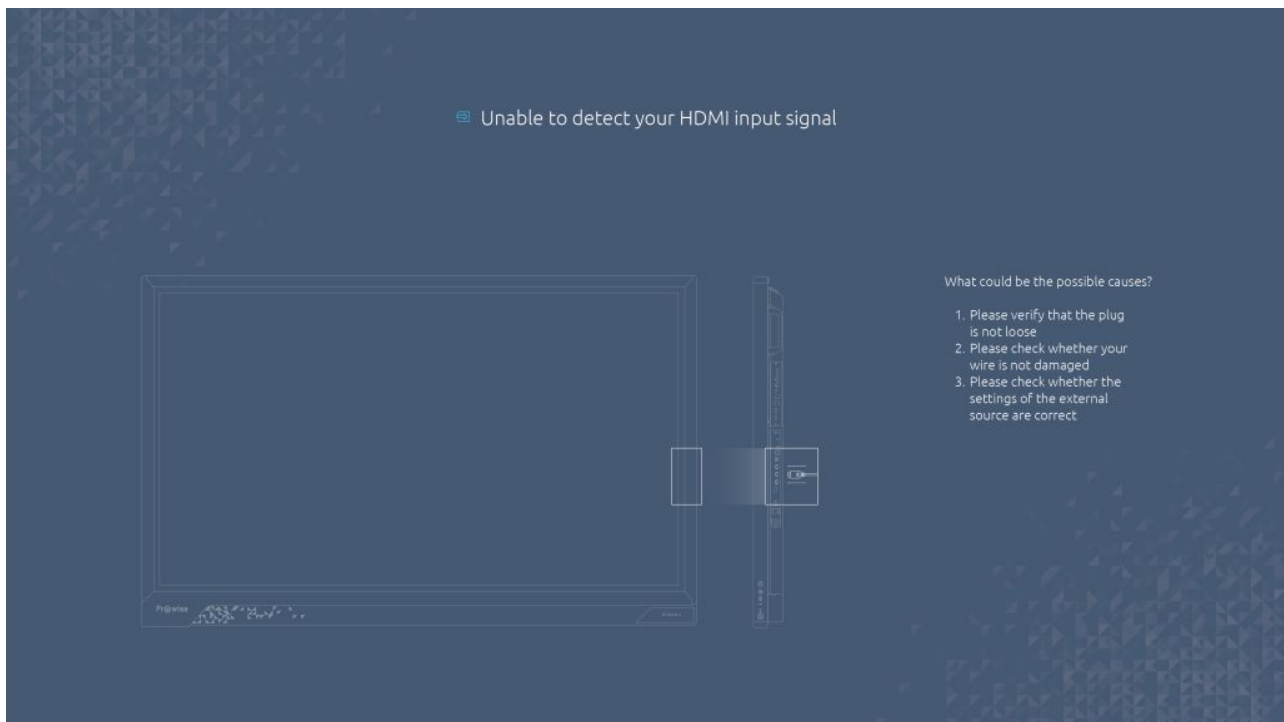 Unable to detect your HDMI input signal
What could be the possible causes?
1. Please verify that the plug
is not loose
2. Please check whether your
wire is not damaged
3. Please check whether the
settings of the external
source are correct
Prowise